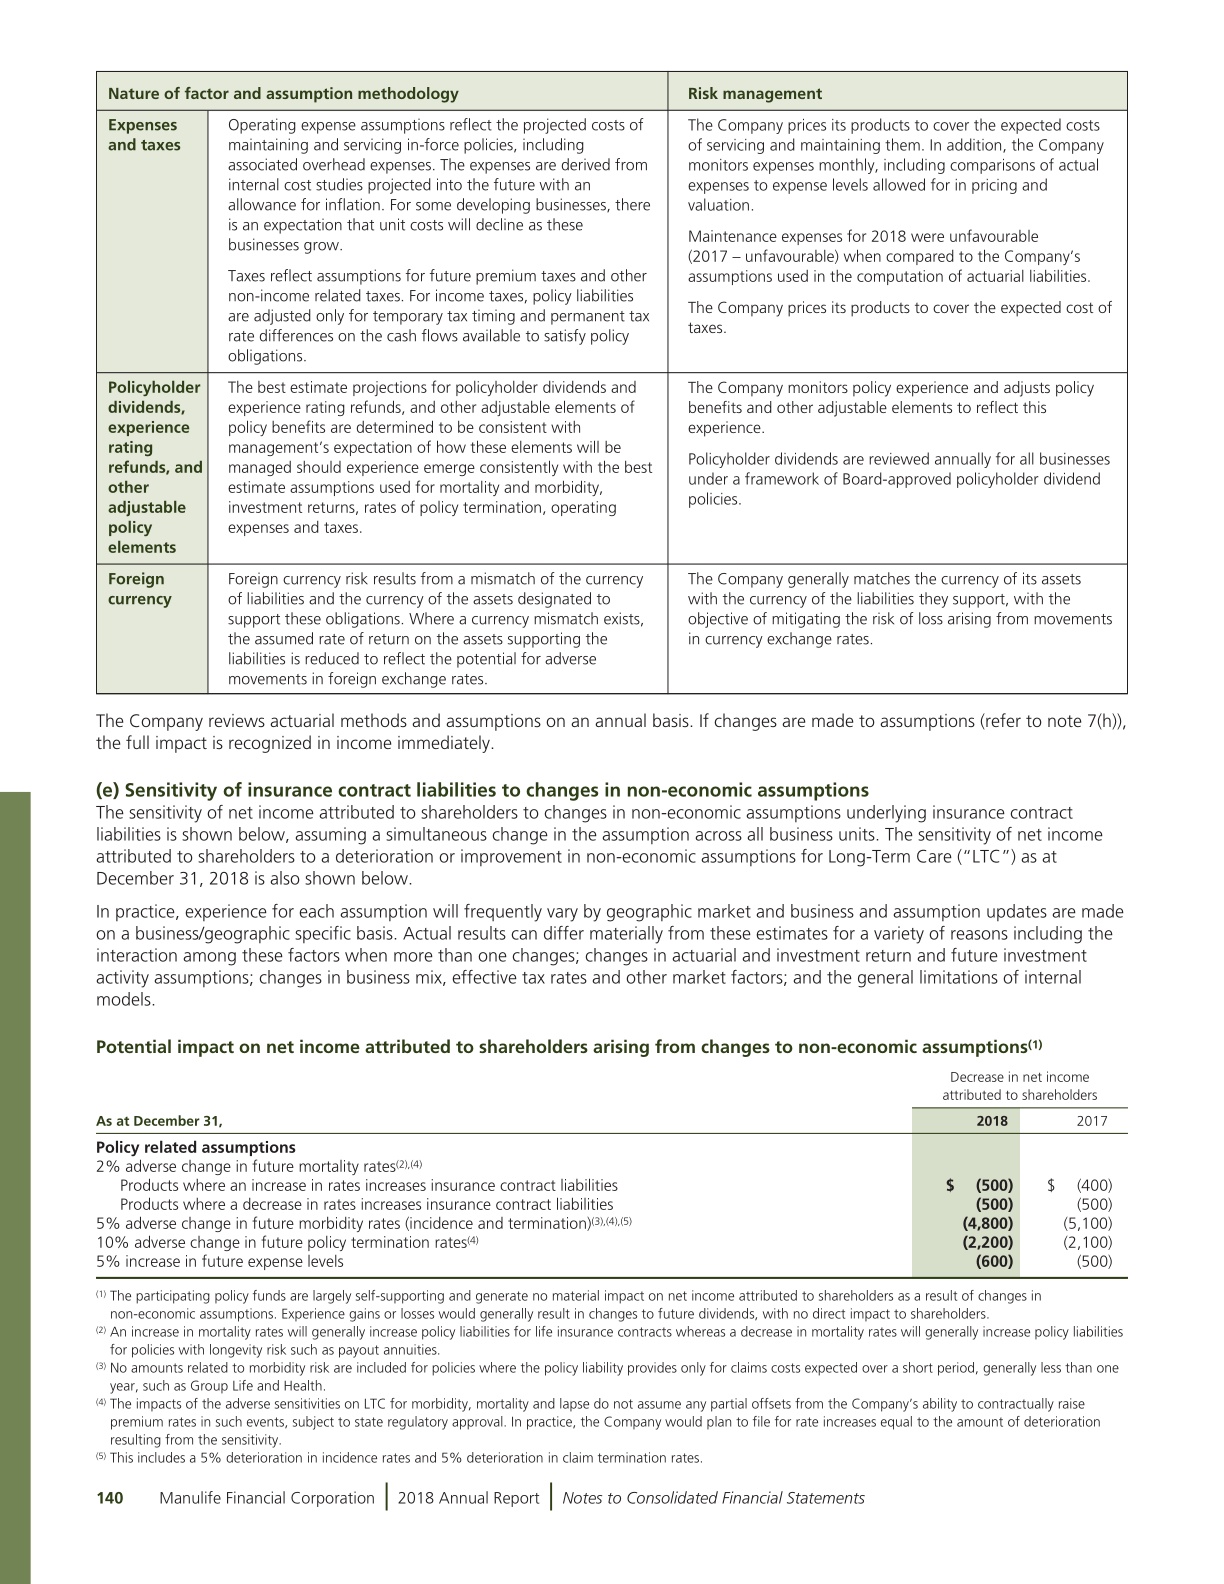 Nature of factor and assumption methodology
Risk management
Expenses
and taxes
Operating expense assumptions reflect the projected costs of
maintaining and servicing in-force policies, including
associated overhead expenses. The expenses are derived from
internal cost studies projected into the future with an
allowance for inflation. For some developing businesses, there
is an expectation that unit costs will decline as these
businesses grow.
Taxes reflect assumptions for future premium taxes and other
non-income related taxes. For income taxes, policy liabilities
are adjusted only for temporary tax timing and permanent tax
rate differences on the cash flows available to satisfy policy
obligations.
The Company prices its products to cover the expected costs
of servicing and maintaining them. In addition, the Company
monitors expenses monthly, including comparisons of actual
expenses to expense levels allowed for in pricing and
valuation.
Maintenance expenses for 2018 were unfavourable
(2017 – unfavourable) when compared to the Company's
assumptions used in the computation of actuarial liabilities.
The Company prices its products to cover the expected cost of
taxes.
Policyholder
dividends,
experience
rating
refunds, and
other
adjustable
policy
elements
The best estimate projections for policyholder dividends and
experience rating refunds, and other adjustable elements of
policy benefits are determined to be consistent with
management's expectation of how these elements will be
managed should experience emerge consistently with the best
estimate assumptions used for mortality and morbidity,
investment returns, rates of policy termination, operating
expenses and taxes.
The Company monitors policy experience and adjusts policy
benefits and other adjustable elements to reflect this
experience.
Policyholder dividends are reviewed annually for all businesses
under a framework of Board-approved policyholder dividend
policies.
Foreign
currency
Foreign currency risk results from a mismatch of the currency
of liabilities and the currency of the assets designated to
support these obligations. Where a currency mismatch exists,
the assumed rate of return on the assets supporting the
liabilities is reduced to reflect the potential for adverse
movements in foreign exchange rates.
The Company generally matches the currency of its assets
with the currency of the liabilities they support, with the
objective of mitigating the risk of loss arising from movements
in currency exchange rates.
The Company reviews actuarial methods and assumptions on an annual basis. If changes are made to assumptions (refer to note 7(h)),
the full impact is recognized in income immediately.
(e) Sensitivity of insurance contract liabilities to changes in non-economic assumptions
The sensitivity of net income attributed to shareholders to changes in non-economic assumptions underlying insurance contract
liabilities is shown below, assuming a simultaneous change in the assumption across all business units. The sensitivity of net income
attributed to shareholders to a deterioration or improvement in non-economic assumptions for Long-Term Care (“LTC”) as at
December 31, 2018 is also shown below.
In practice, experience for each assumption will frequently vary by geographic market and business and assumption updates are made
on a business/geographic specific basis. Actual results can differ materially from these estimates for a variety of reasons including the
interaction among these factors when more than one changes; changes in actuarial and investment return and future investment
activity assumptions; changes in business mix, effective tax rates and other market factors; and the general limitations of internal
models.
Potential impact on net income attributed to shareholders arising from changes to non-economic assumptions(1)
Decrease in net income
attributed to shareholders
As at December 31, 2018 2017
Policy related assumptions
2% adverse change in future mortality rates(2),(4)
Products where an increase in rates increases insurance contract liabilities $ (500) $ (400)
Products where a decrease in rates increases insurance contract liabilities (500) (500)
5% adverse change in future morbidity rates (incidence and termination)(3),(4),(5) (4,800) (5,100)
10% adverse change in future policy termination rates(4) (2,200) (2,100)
5% increase in future expense levels (600) (500)
(1) The participating policy funds are largely self-supporting and generate no material impact on net income attributed to shareholders as a result of changes in
non-economic assumptions. Experience gains or losses would generally result in changes to future dividends, with no direct impact to shareholders.
(2) An increase in mortality rates will generally increase policy liabilities for life insurance contracts whereas a decrease in mortality rates will generally increase policy liabilities
for policies with longevity risk such as payout annuities.
(3) No amounts related to morbidity risk are included for policies where the policy liability provides only for claims costs expected over a short period, generally less than one
year, such as Group Life and Health.
(4) The impacts of the adverse sensitivities on LTC for morbidity, mortality and lapse do not assume any partial offsets from the Company's ability to contractually raise
premium rates in such events, subject to state regulatory approval. In practice, the Company would plan to file for rate increases equal to the amount of deterioration
resulting from the sensitivity.
(5) This includes a 5% deterioration in incidence rates and 5% deterioration in claim termination rates.
140 Manulife Financial Corporation | 2018 Annual Report | Notes to Consolidated Financial Statements